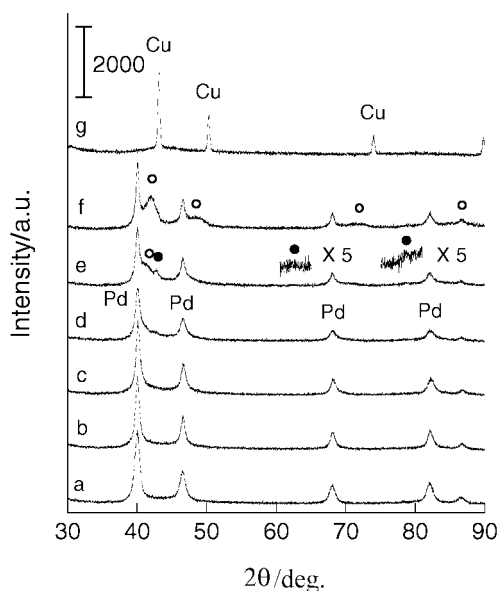 Cu
2000
Cu
Cu
g
f
e
X 5
X 5
Pd
Pd
Pd
Pd
d
c
b
a
Intensity/a.u.
30 40 50 60 70 80 90
2θ/deg.